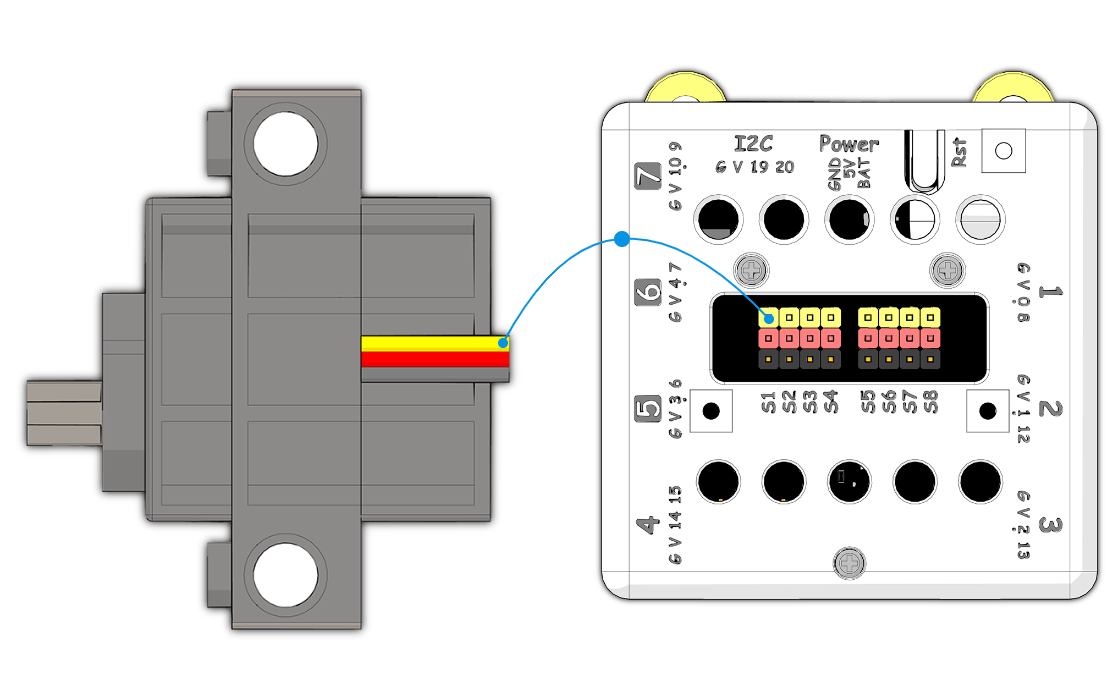 I2C
G V 19 20
Power
GND
5V
BAT
Rst
7
G V 10 9
6
G V 4 7
5
G V 3 6
4
G V 14 15
1
G V 0 8
2
G V 1 12
3
G V 2 13
S1 S2 S3 S4 S5 S6 S7 S8